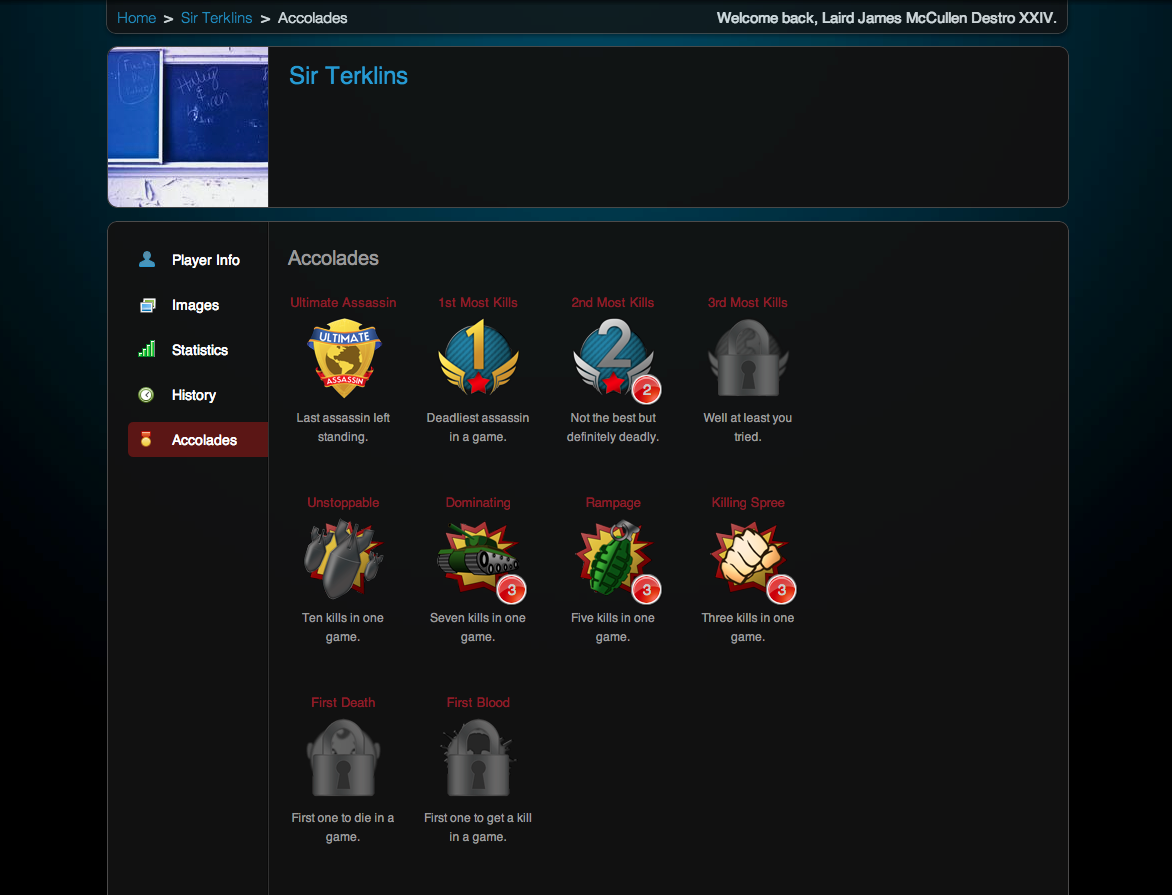 Home > Sir Terklins > Accolades
Welcome back, Laird James McCullen Destro XXIV.
Haley
&
Sir Terklins
Player Info
Images
Statistics
History
Accolades
Accolades
Ultimate Assassin
ULTIMATE
ASSASSIN
Last assassin left
standing.
1st Most Kills
1
Deadliest assassin
in a game.
2nd Most Kills
2
2
Not the best but
definitely deadly.
3rd Most Kills
Well at least you
tried.
Unstoppable
Ten kills in one
game.
Dominating
3
Seven kills in one
game.
Rampage
3
Five kills in one
game.
Killing Spree
3
Three kills in one
game.
First Death
First one to die in a
game.
First Blood
First one to get a kill
in a game.